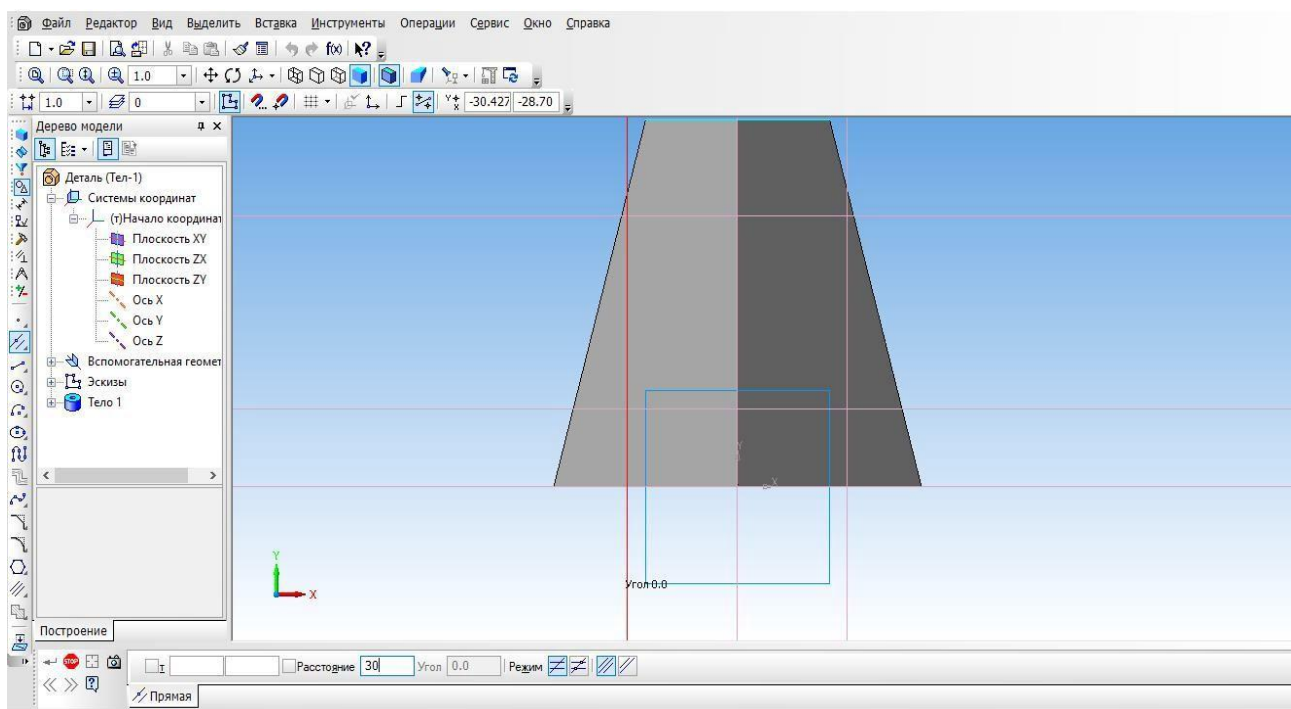 Файл Редактор Вид Выделить Вставка Инструменты Операции Сервис Окно Справка
f(x)
1.0
1.0 0 -30.427 -28.70
Дерево модели
Деталь (Тел-1)
Системы координат
(т)Начало координат
Плоскость XY
Плоскость ZX
Плоскость ZY
Ось X
Ось Y
Ось Z
Вспомогательная геомет
Эскизы
Тело 1
Y
X
Y
X
Угол 0.0
Построение
STOP т Расстояние 30 Угол 0.0 Режим
Прямая